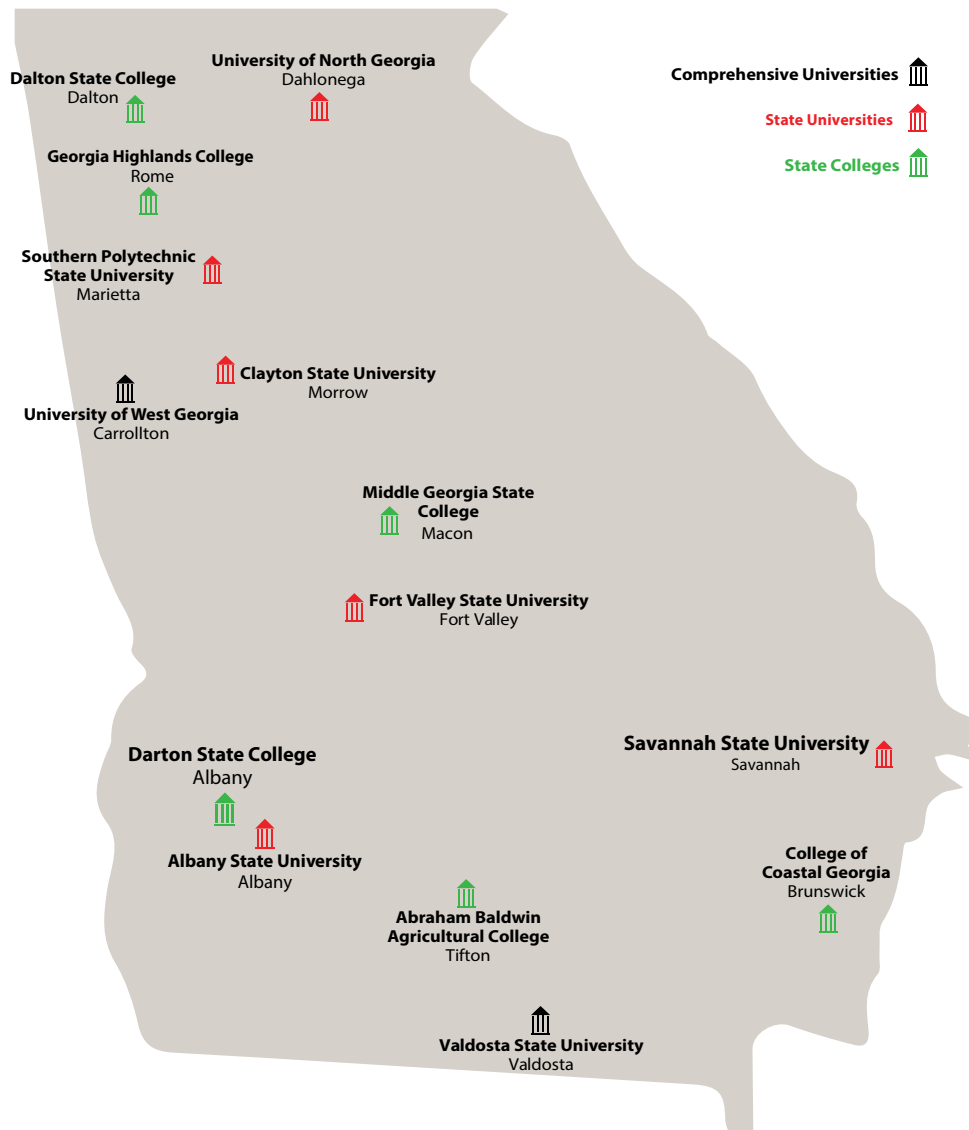 University of North Georgia
Dahlonega
Dalton State College
Dalton
Comprehensive Universities
State Universities
State Colleges
Georgia Highlands College
Rome
Southern Polytechnic
State University
Marietta
Clayton State University
Morrow
University of West Georgia
Carrollton
Middle Georgia State
College
Macon
Fort Valley State University
Fort Valley
Darton State College
Albany
Savannah State University
Savannah
Albany State University
Albany
College of
Coastal Georgia
Brunswick
Abraham Baldwin
Agricultural College
Tifton
Valdosta State University
Valdosta